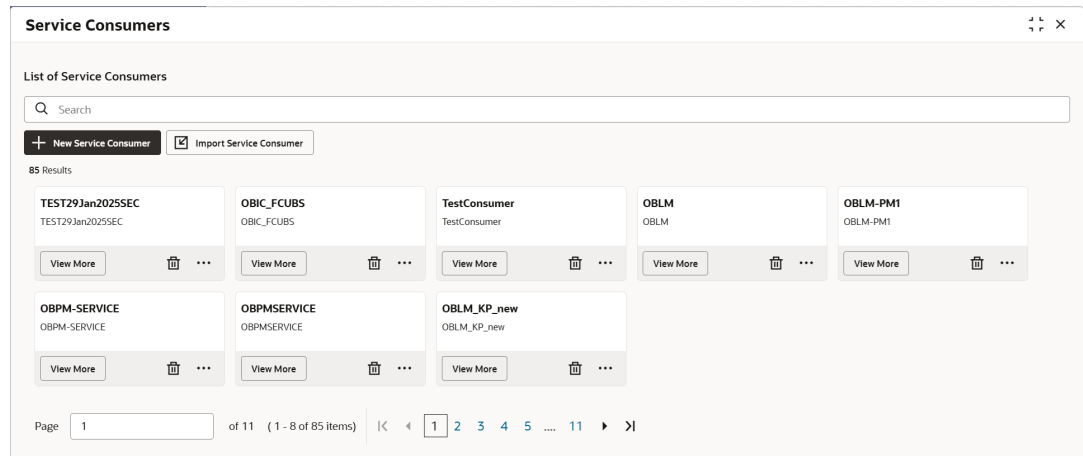 Service Consumers
List of Service Consumers
Search
New Service Consumer Import Service Consumer
85 Results
TEST29Jan2025SEC OBIC_FCUBS TestConsumer OBLM OBLM-PM1
TEST29Jan2025SEC OBIC_FCUBS TestConsumer OBLM OBLM-PM1
View More View More View More View More View More
OBPM-SERVICE OBPMSERVICE OBLM_KP_new
OBPM-SERVICE OBPMSERVICE OBLM_KP_new
View More View More View More
Page 1 of 11 ( 1 - 8 of 85 items) 1 2 3 4 5 .... 11